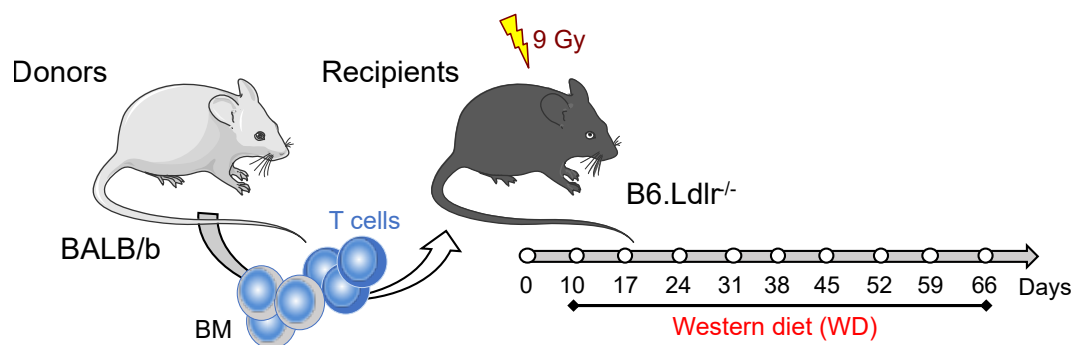 9 Gy
Donors
Recipients
B6.Ldlr-/-
T cells
BALB/b
BM
0 10 17 24 31 38 45 52 59 66 Days
Western diet (WD)